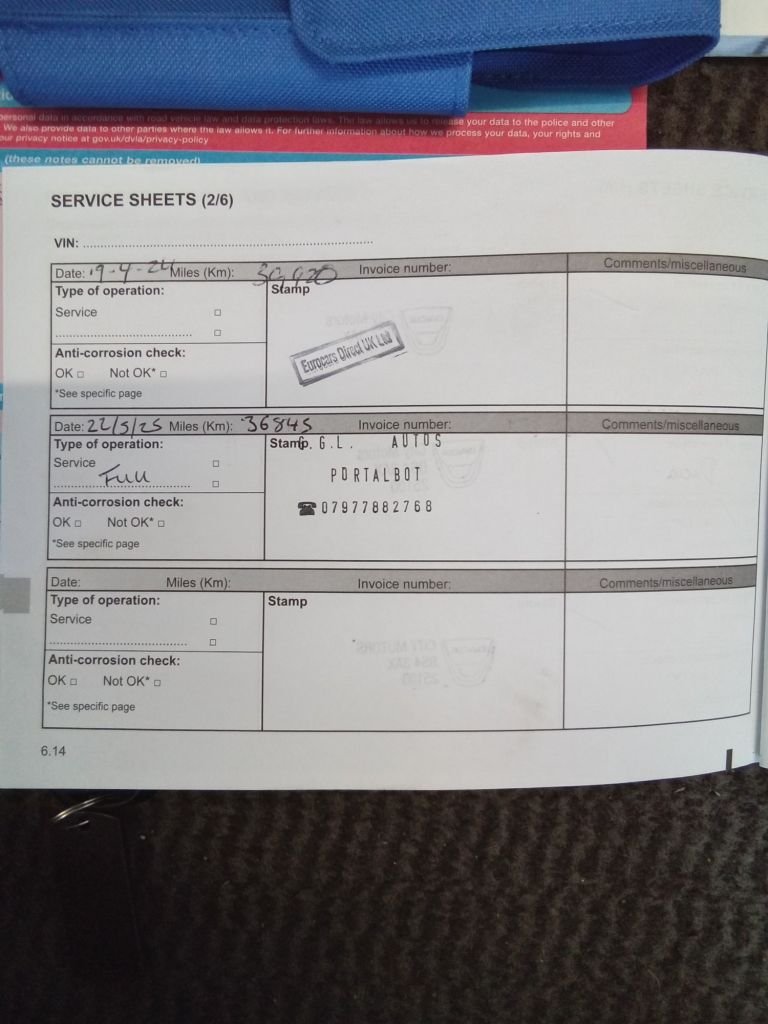 personal data in accordance with road vehicle law and data protection laws. The law allows us to release your data to the police and other
We also provide data to other parties where the law allows it. For further information about how we process your data, your rights and
our privacy notice at gov.uk/dvla/privacy-policy
(these notes cannot be removed)
SERVICE SHEETS (2/6)
VIN:
Date: 19-4-24 Miles (Km): Invoice number: Comments/miscellaneous
Type of operation: Stamp
Service
Eurocars Direct UK Ltd
Anti-corrosion check:
OK Not OK*
*See specific page
Date: 22/5/25 Miles (Km): 36845 Invoice number: Comments/miscellaneous
Type of operation: Stamp G.L. AUTOS
Service
Full
PORTALBOT
Anti-corrosion check:
☎ 07977882768
OK Not OK*
*See specific page
Date: Miles (Km): Invoice number: Comments/miscellaneous
Type of operation: Stamp
Service
Anti-corrosion check:
OK Not OK*
*See specific page
6.14